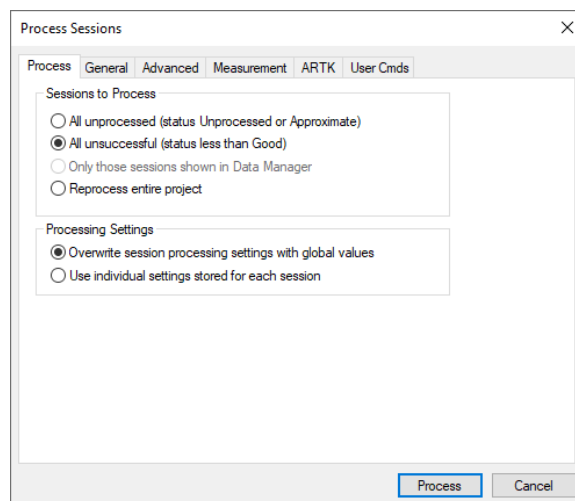 Process Sessions
Process General Advanced Measurement ARTK User Cmds
Sessions to Process
All unprocessed (status Unprocessed or Approximate)
All unsuccessful (status less than Good)
Only those sessions shown in Data Manager
Reprocess entire project
Processing Settings
Overwrite session processing settings with global values
Use individual settings stored for each session
Process Cancel